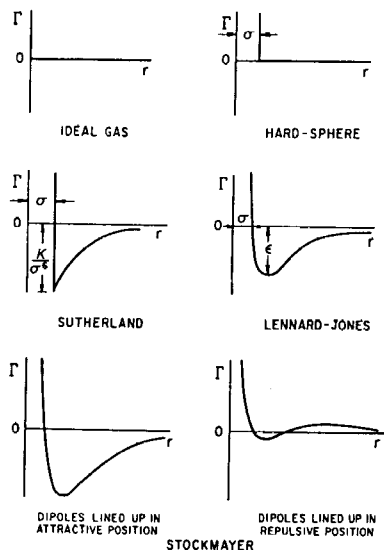 Γ
0
r
IDEAL GAS
Γ
σ
0
r
HARD-SPHERE
Γ
σ
0
r
K
σ⁶
SUTHERLAND
Γ
σ
0
r
ϵ
LENNARD-JONES
Γ
0
r
DIPOLES LINED UP IN
ATTRACTIVE POSITION
Γ
0
r
DIPOLES LINED UP IN
REPULSIVE POSITION
STOCKMAYER